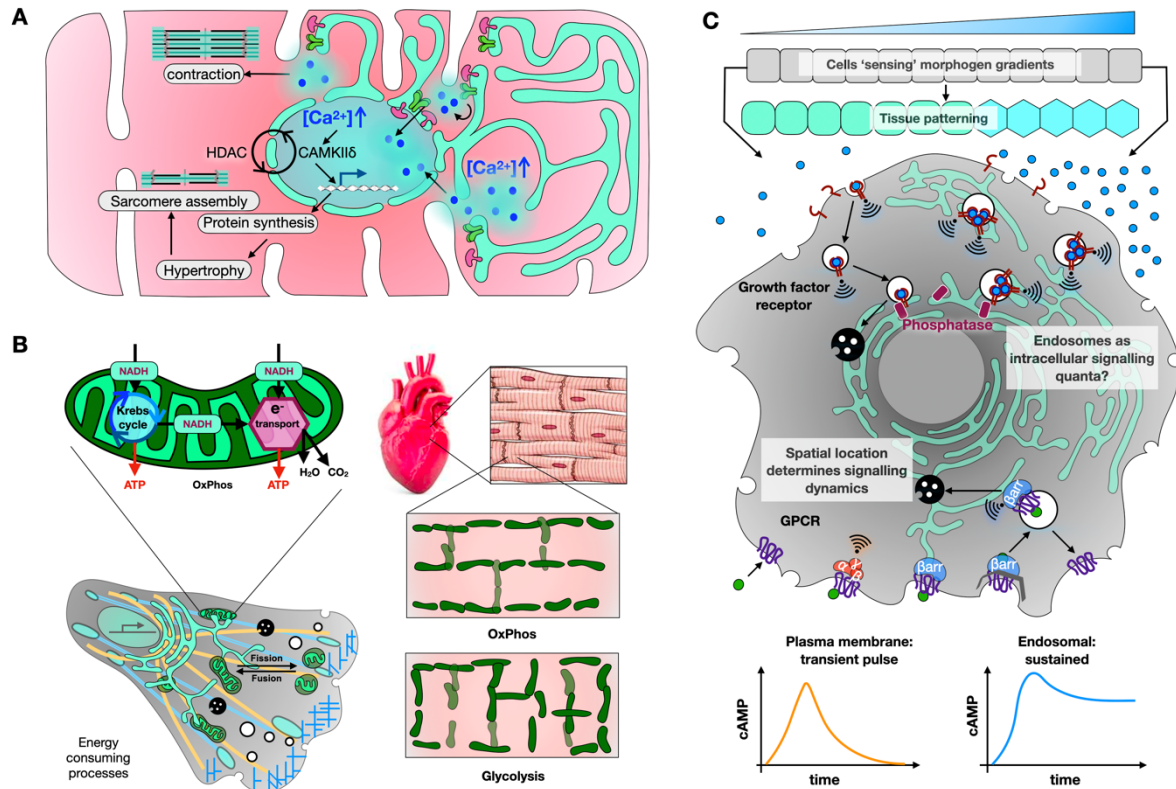 A
contraction
[Ca²⁺]↑
HDAC
CAMKIIδ
[Ca²⁺]↑
Sarcomere assembly
Protein synthesis
Hypertrophy
B
NADH
NADH
Krebs
cycle
NADH
e-
transport
H₂O
CO₂
ATP
OxPhos
ATP
Fission
Fusion
Energy
consuming
processes
OxPhos
Glycolysis
C
Cells ‘sensing’ morphogen gradients
Tissue patterning
Growth factor
receptor
Phosphatase
Endosomes as
intracellular signalling
quanta?
Spatial location
determines signalling
dynamics
βarr
GPCR
α
γ
β
βarr
βarr
Plasma membrane:
transient pulse
cAMP
time
Endosomal:
sustained
cAMP
time